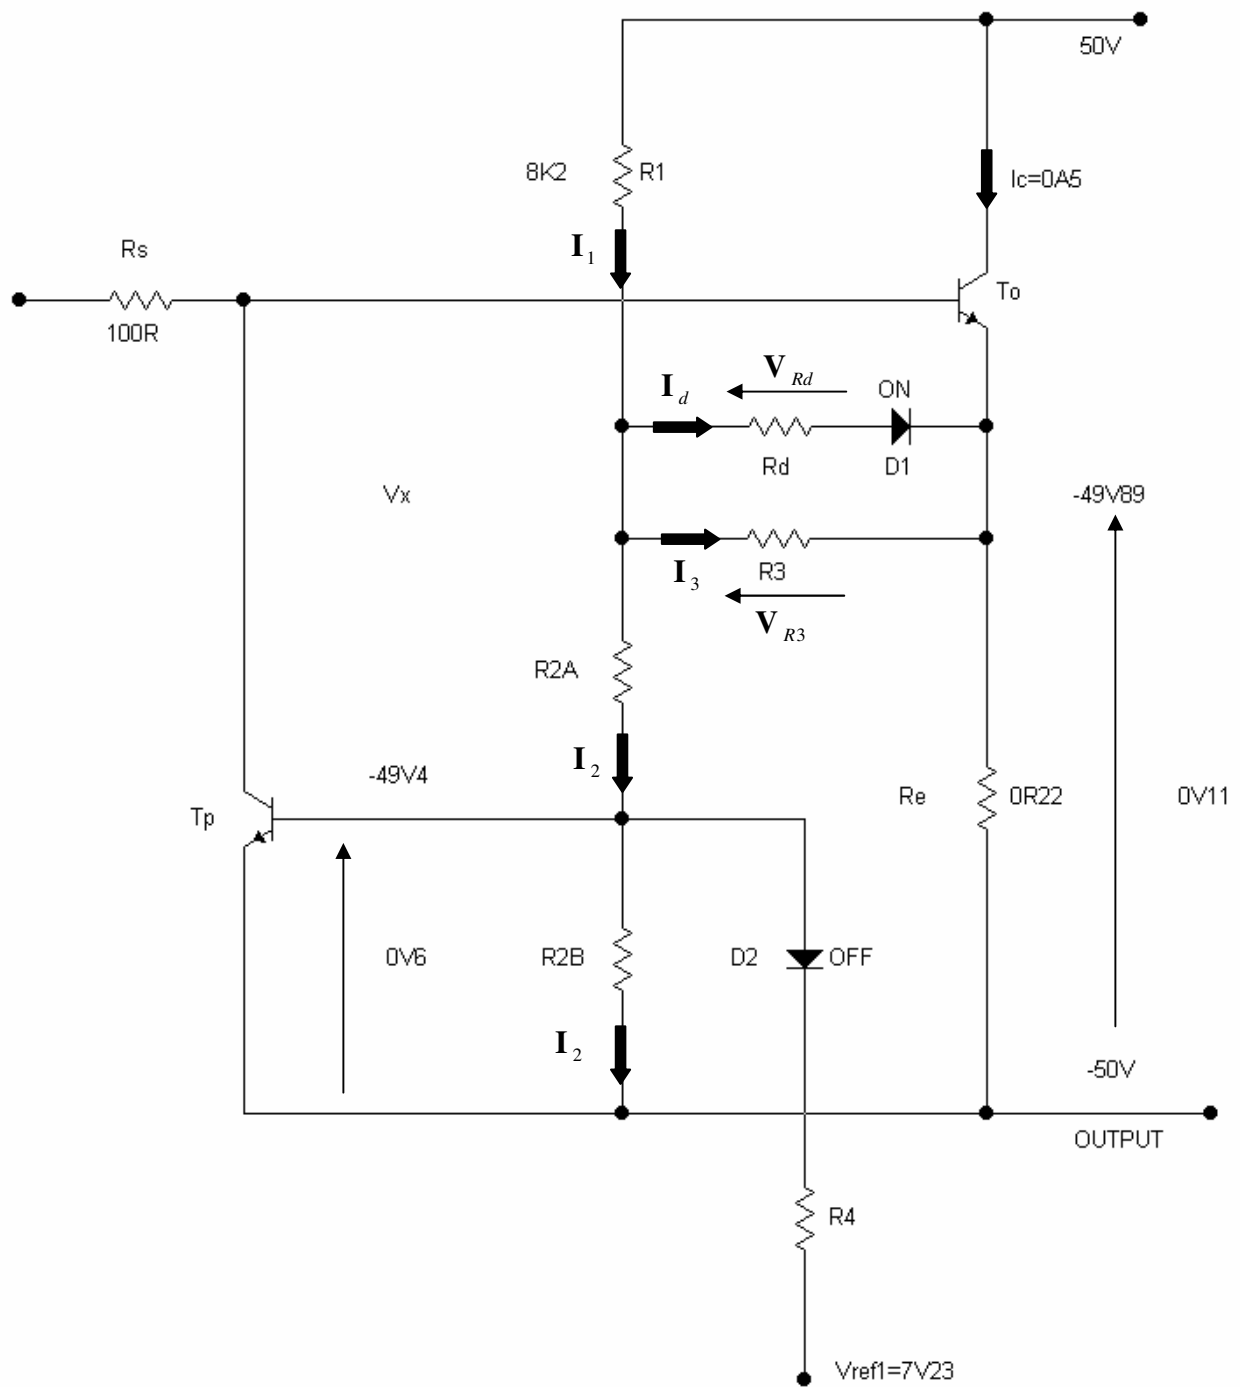 50V
8K2 R1
Ic=0A5
I1
Rs
To
100R
VRd
Id
ON
Rd
D1
Vx
-49V89
I3
R3
VR3
R2A
I2
-49V4
Tp
Re
0R22
0V11
0V6
R2B
D2
OFF
I2
-50V
OUTPUT
R4
Vref1=7V23